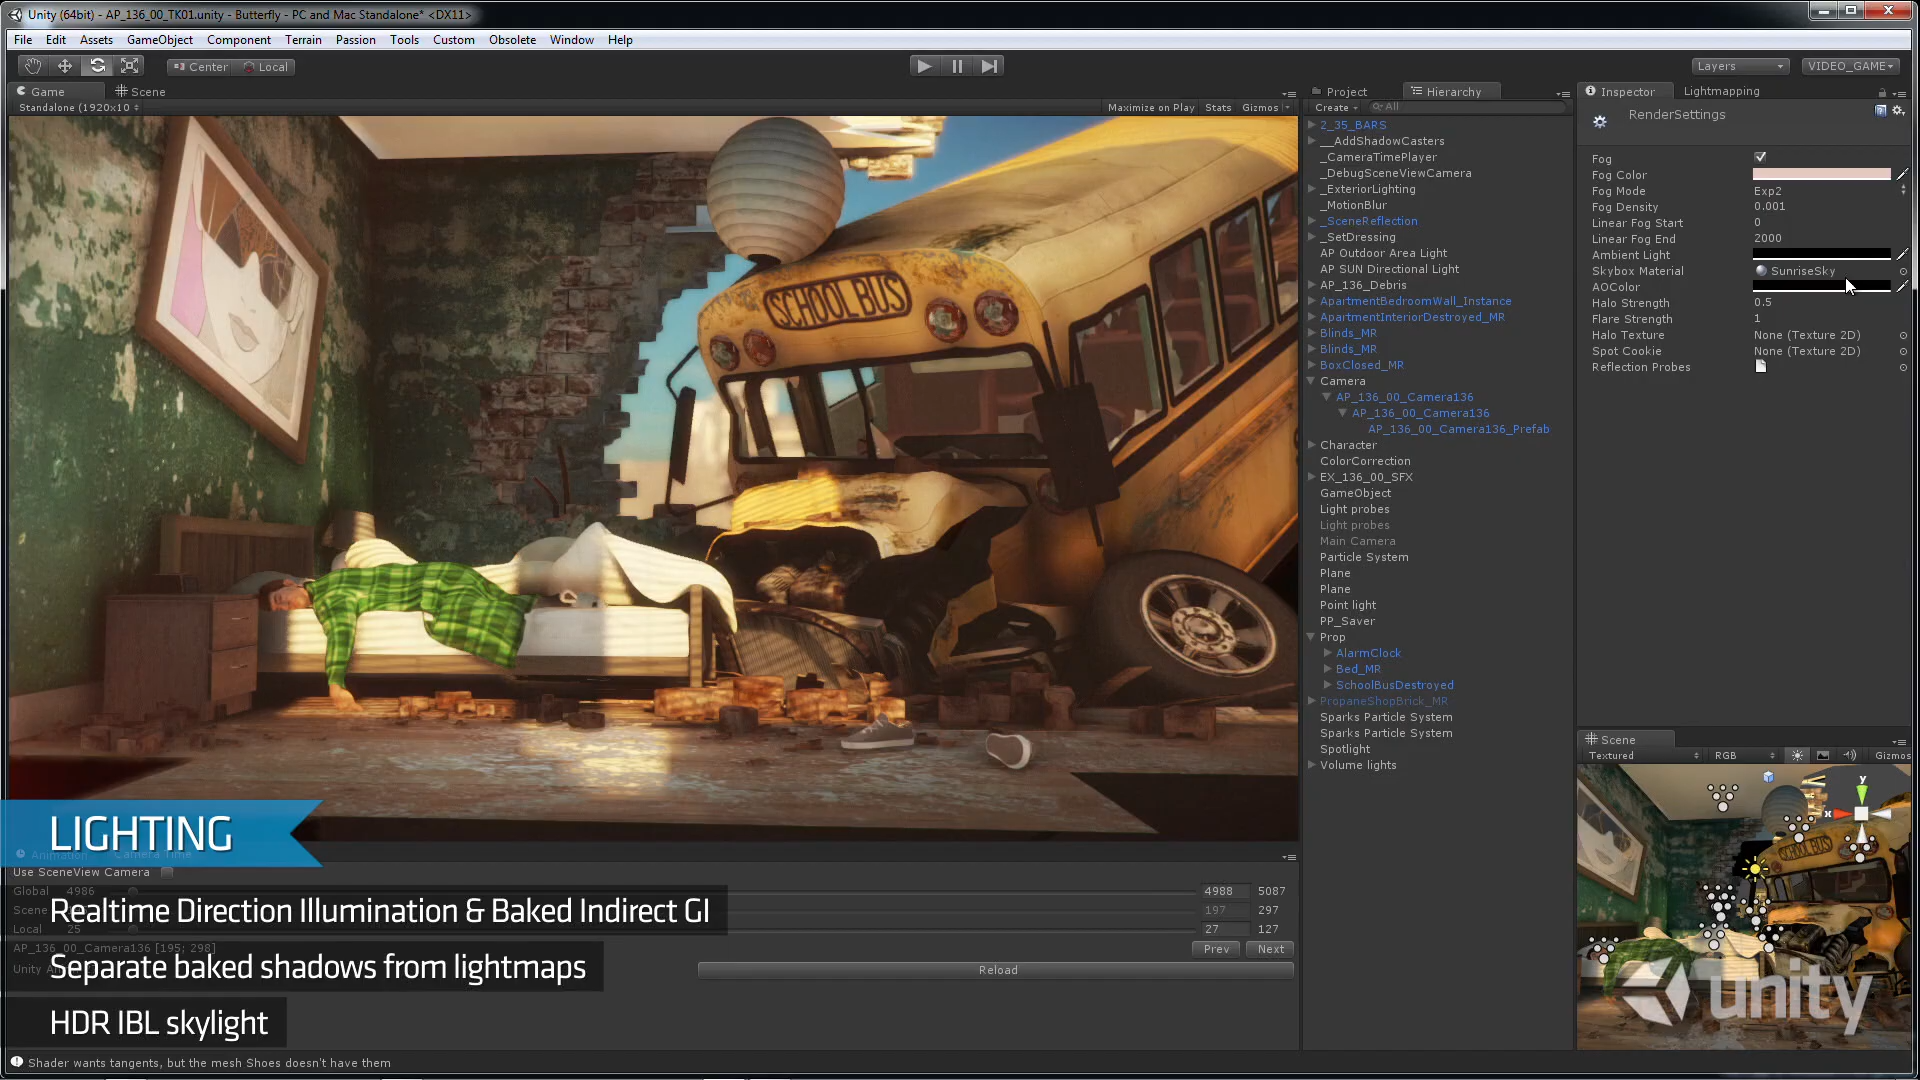 Unity (64bit) - AP_136_00_TK01.unity - Butterfly - PC and Mac Standalone* <DX11>
File Edit Assets GameObject Component Terrain Passion Tools Custom Obsolete Window Help
Center Local Layers VIDEO_GAME
Game Scene
Standalone (1920x10 Maximize on Play Stats Gizmos
SCHOOL BUS
Project Hierarchy
Create All
2_35_BARS
__AddShadowCasters
_CameraTimePlayer
_DebugSceneViewCamera
_ExteriorLighting
_MotionBlur
_SceneReflection
_SetDressing
AP Outdoor Area Light
AP SUN Directional Light
AP_136_Debris
ApartmentBedroomWall_Instance
ApartmentInteriorDestroyed_MR
Blinds_MR
Blinds_MR
BoxClosed_MR
Camera
AP_136_00_Camera136
AP_136_00_Camera136
AP_136_00_Camera136_Prefab
Character
ColorCorrection
EX_136_00_SFX
GameObject
Light probes
Light probes
Main Camera
Particle System
Plane
Plane
Point light
PP_Saver
Prop
AlarmClock
Bed_MR
SchoolBusDestroyed
PropaneShopBrick_MR
Sparks Particle System
Sparks Particle System
Spotlight
Volume lights
Inspector Lightmapping
RenderSettings
Fog
Fog Color
Fog Mode Exp2
Fog Density 0.001
Linear Fog Start 0
Linear Fog End 2000
Ambient Light
Skybox Material SunriseSky
AOColor
Halo Strength 0.5
Flare Strength 1
Halo Texture None (Texture 2D)
Spot Cookie None (Texture 2D)
Reflection Probes
Scene
Textured RGB Gizmos
y
x
SCHOOL BUS
unity
LIGHTING
Animation Camera Time
Use SceneView Camera
Global 4986 4988 5087
Realtime Direction Illumination & Baked Indirect GI
Scene 197 297
Local 25 27 127
AP_136_00_Camera136 [195; 298] Prev Next
Separate baked shadows from lightmaps
Unity Reload
HDR IBL skylight
Shader wants tangents, but the mesh Shoes doesn't have them